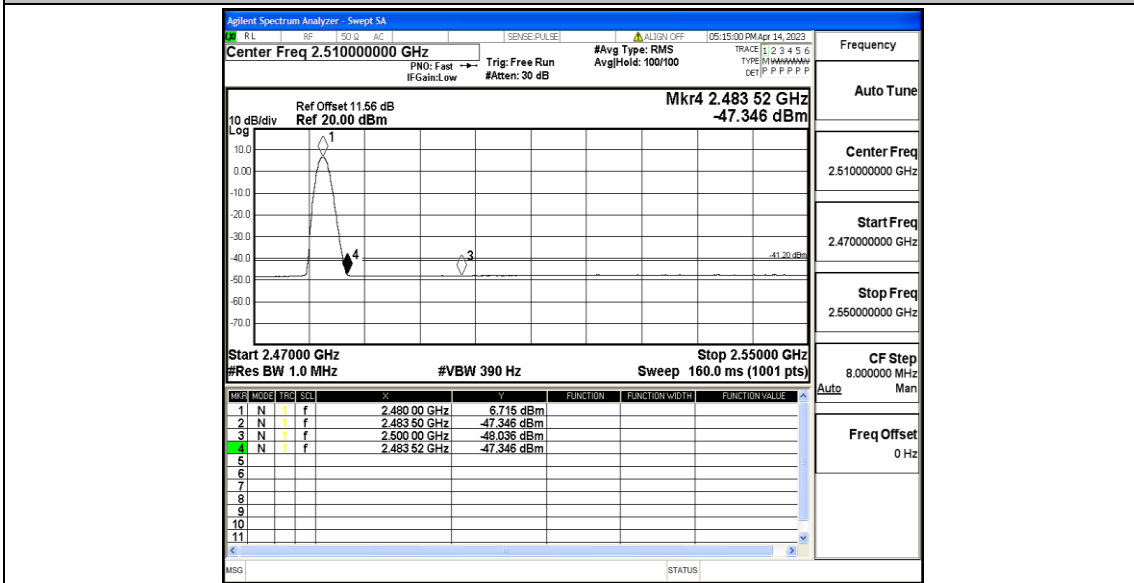 Agilent Spectrum Analyzer - Swept SA
RL RF 50 Ω AC SENSE:PULSE ALIGN OFF 05:15:00 PM Apr 14, 2023
Center Freq 2.510000000 GHz
PNO: Fast
IFGain:Low
Trig: Free Run
#Atten: 30 dB
#Avg Type: RMS
Avg|Hold: 100/100
TRACE 1 2 3 4 5 6
TYPE M W W W W W
DET P P P P P P
Ref Offset 11.56 dB
10 dB/div Ref 20.00 dBm
Log
Mkr4 2.483 52 GHz
-47.346 dBm
10.0
0.00
-10.0
-20.0
-30.0
-40.0
-50.0
-60.0
-70.0
1
4
3
-41.20 dBm
Start 2.47000 GHz Stop 2.55000 GHz
#Res BW 1.0 MHz #VBW 390 Hz Sweep 160.0 ms (1001 pts)
MKR MODE TRC SCL X Y FUNCTION FUNCTION WIDTH FUNCTION VALUE
1 N 1 f 2.480 00 GHz 6.715 dBm
2 N 1 f 2.483 50 GHz -47.346 dBm
3 N 1 f 2.500 00 GHz -48.036 dBm
4 N 1 f 2.483 52 GHz -47.346 dBm
5
6
7
8
9
10
11
MSG STATUS
Frequency
Auto Tune
Center Freq
2.510000000 GHz
Start Freq
2.470000000 GHz
Stop Freq
2.550000000 GHz
CF Step
8.000000 MHz
Auto Man
Freq Offset
0 Hz